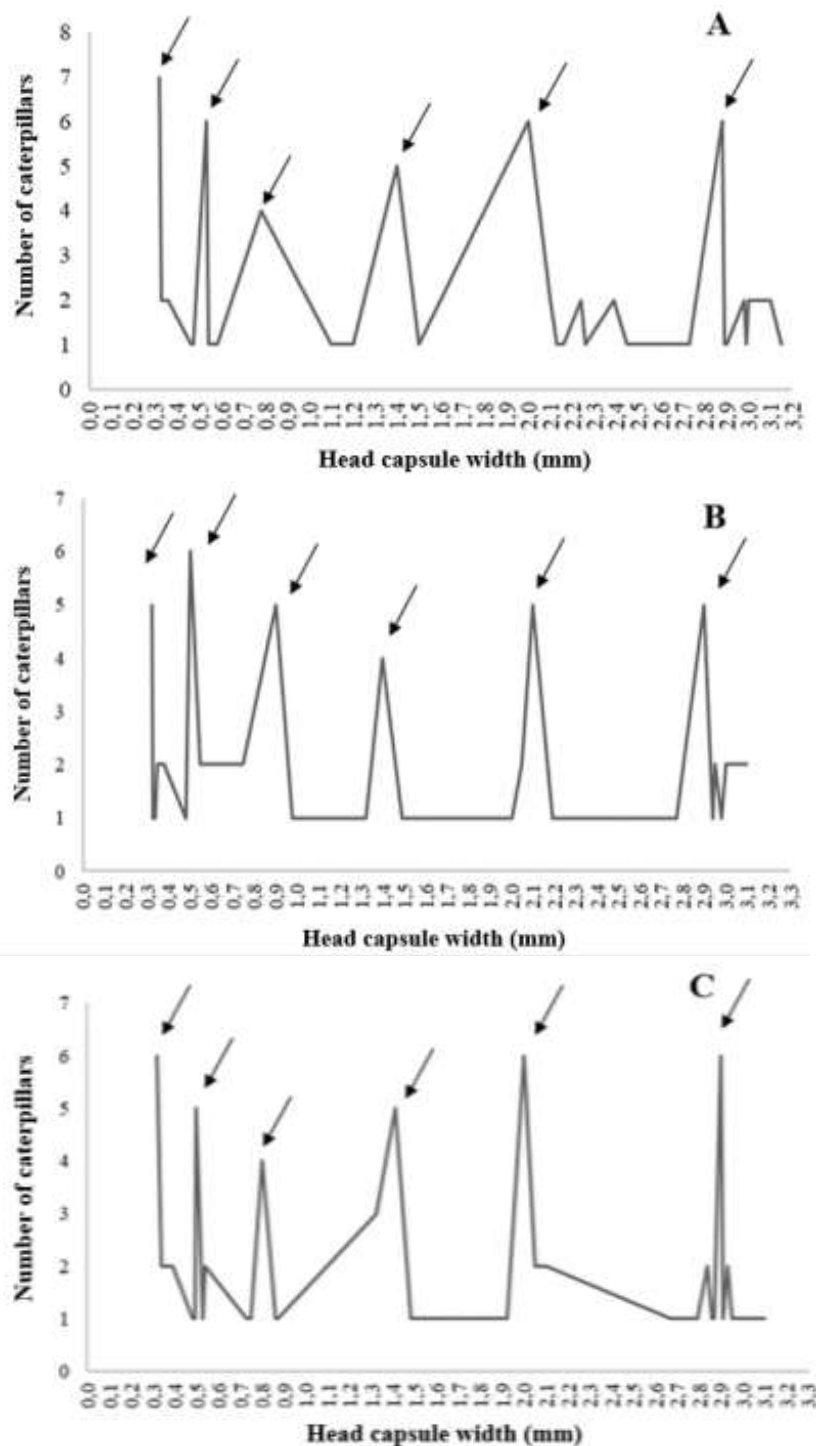 A
Number of caterpillars
8
7
6
5
4
3
2
1
0
0,0 0,1 0,2 0,3 0,4 0,5 0,6 0,7 0,8 0,9 1,0 1,1 1,2 1,3 1,4 1,5 1,6 1,7 1,8 1,9 2,0 2,1 2,2 2,3 2,4 2,5 2,6 2,7 2,8 2,9 3,0 3,1 3,2
Head capsule width (mm)
B
Number of caterpillars
7
6
5
4
3
2
1
0
0,0 0,1 0,2 0,3 0,4 0,5 0,6 0,7 0,8 0,9 1,0 1,1 1,2 1,3 1,4 1,5 1,6 1,7 1,8 1,9 2,0 2,1 2,2 2,3 2,4 2,5 2,6 2,7 2,8 2,9 3,0 3,1 3,2 3,3
Head capsule width (mm)
C
Number of caterpillars
7
6
5
4
3
2
1
0
0,0 0,1 0,2 0,3 0,4 0,5 0,6 0,7 0,8 0,9 1,0 1,1 1,2 1,3 1,4 1,5 1,6 1,7 1,8 1,9 2,0 2,1 2,2 2,3 2,4 2,5 2,6 2,7 2,8 2,9 3,0 3,1 3,2 3,3
Head capsule width (mm)